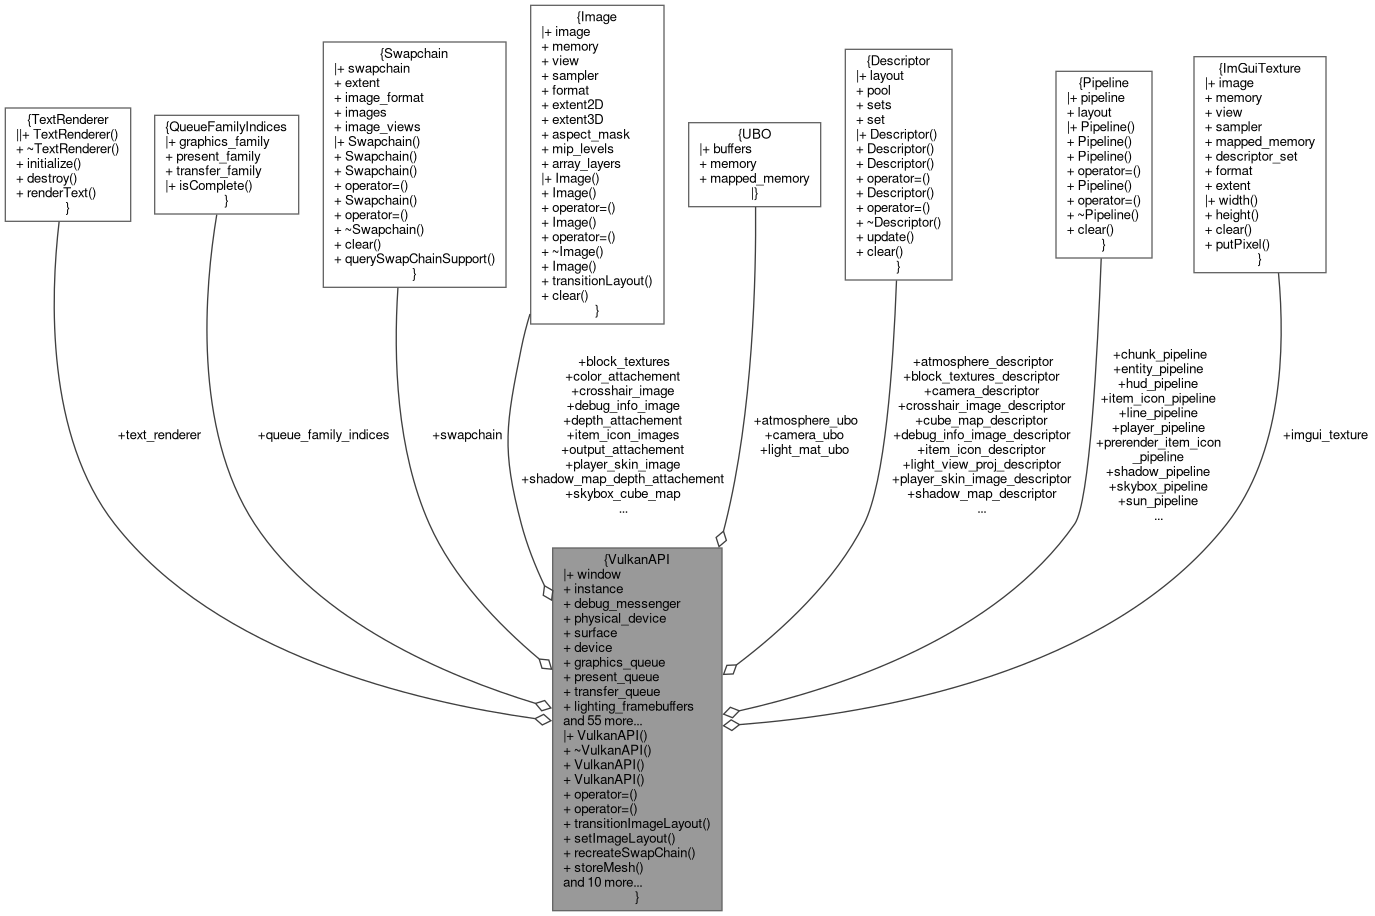 {TextRenderer
||+ TextRenderer()
+ ~TextRenderer()
+ initialize()
+ destroy()
+ renderText()
}
{QueueFamilyIndices
|+ graphics_family
+ present_family
+ transfer_family
|+ isComplete()
}
{Swapchain
|+ swapchain
+ extent
+ image_format
+ images
+ image_views
|+ Swapchain()
+ Swapchain()
+ Swapchain()
+ operator=()
+ Swapchain()
+ operator=()
+ ~Swapchain()
+ clear()
+ querySwapChainSupport()
}
{Image
|+ image
+ memory
+ view
+ sampler
+ format
+ extent2D
+ extent3D
+ aspect_mask
+ mip_levels
+ array_layers
|+ Image()
+ Image()
+ operator=()
+ Image()
+ operator=()
+ ~Image()
+ Image()
+ transitionLayout()
+ clear()
}
{UBO
|+ buffers
+ memory
+ mapped_memory
|}
{Descriptor
|+ layout
+ pool
+ sets
+ set
|+ Descriptor()
+ Descriptor()
+ Descriptor()
+ operator=()
+ Descriptor()
+ operator=()
+ ~Descriptor()
+ update()
+ clear()
}
{Pipeline
|+ pipeline
+ layout
|+ Pipeline()
+ Pipeline()
+ Pipeline()
+ operator=()
+ Pipeline()
+ operator=()
+ ~Pipeline()
+ clear()
}
{ImGuiTexture
|+ image
+ memory
+ view
+ sampler
+ mapped_memory
+ descriptor_set
+ format
+ extent
|+ width()
+ height()
+ clear()
+ putPixel()
}
+text_renderer
+queue_family_indices
+swapchain
+block_textures
+color_attachement
+crosshair_image
+debug_info_image
+depth_attachement
+item_icon_images
+output_attachement
+player_skin_image
+shadow_map_depth_attachement
+skybox_cube_map
...
+atmosphere_ubo
+camera_ubo
+light_mat_ubo
+atmosphere_descriptor
+block_textures_descriptor
+camera_descriptor
+crosshair_image_descriptor
+cube_map_descriptor
+debug_info_image_descriptor
+item_icon_descriptor
+light_view_proj_descriptor
+player_skin_image_descriptor
+shadow_map_descriptor
...
+chunk_pipeline
+entity_pipeline
+hud_pipeline
+item_icon_pipeline
+line_pipeline
+player_pipeline
+prerender_item_icon
_pipeline
+shadow_pipeline
+skybox_pipeline
+sun_pipeline
...
+imgui_texture
{VulkanAPI
|+ window
+ instance
+ debug_messenger
+ physical_device
+ surface
+ device
+ graphics_queue
+ present_queue
+ transfer_queue
+ lighting_framebuffers
and 55 more...
|+ VulkanAPI()
+ ~VulkanAPI()
+ VulkanAPI()
+ VulkanAPI()
+ operator=()
+ operator=()
+ transitionImageLayout()
+ setImageLayout()
+ recreateSwapChain()
+ storeMesh()
and 10 more...
}